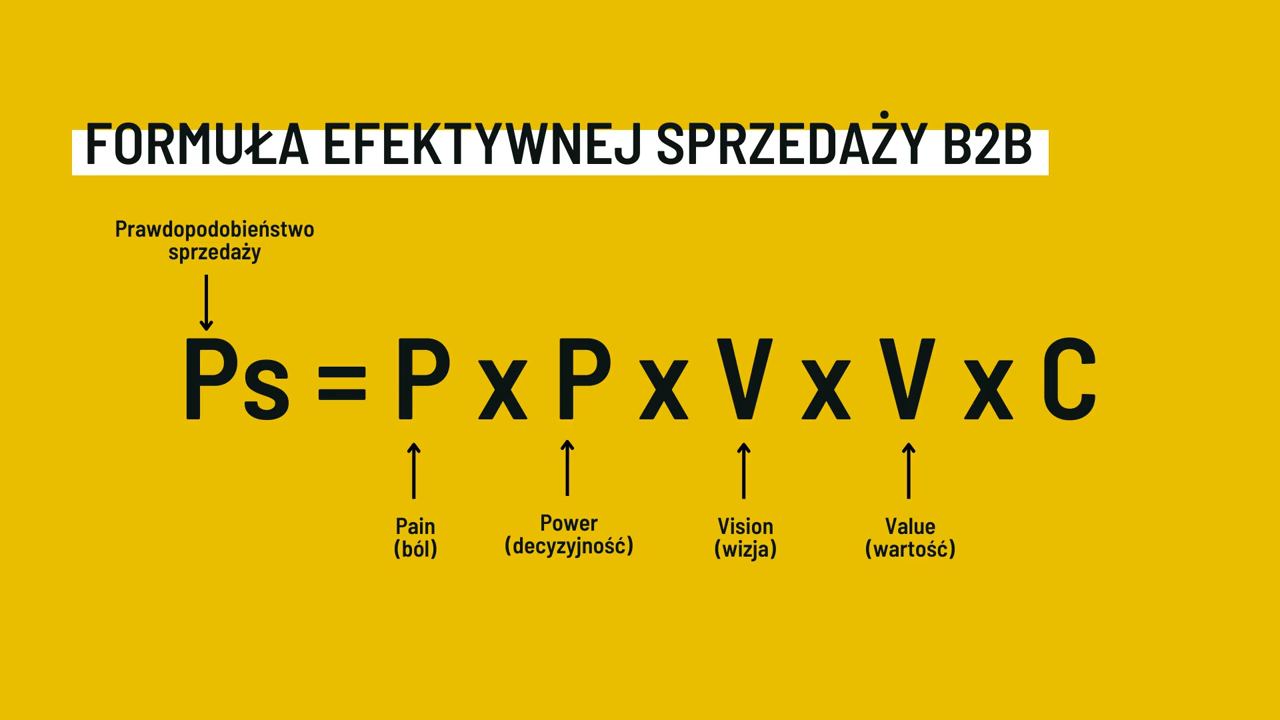 FORMUŁA EFEKTYWNEJ SPRZEDAŻY B2B
Prawdopodobieństwo
sprzedaży
Ps = P x P x V x V x C
Pain
(ból)
Power
(decyzyjność)
Vision
(wizja)
Value
(wartość)